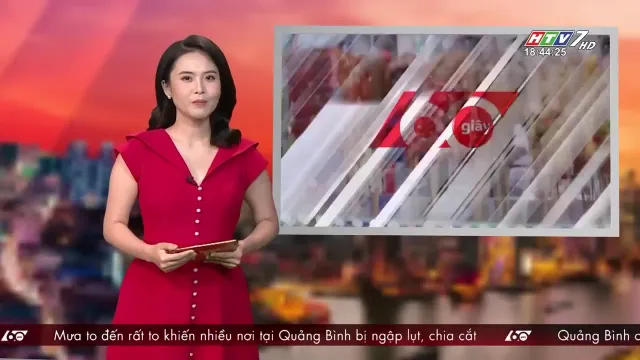 HTV7 HD
18:44:25
60 giây
60 Mưa to đến rất to khiến nhiều nơi tại Quảng Bình bị ngập lụt, chia cắt 60 Quảng Bình